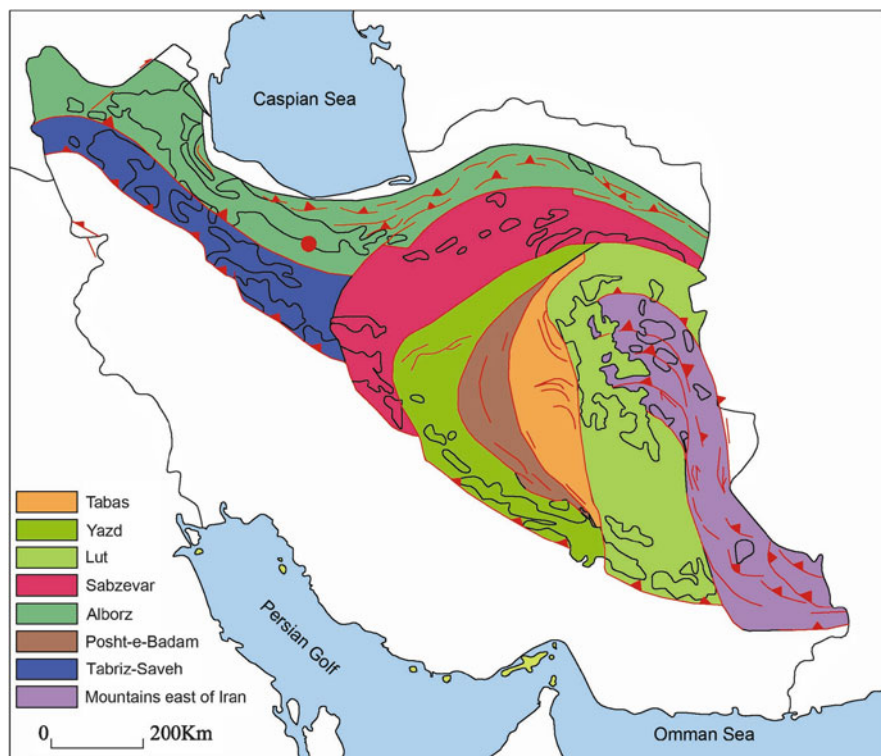 Caspian Sea
Tabas
Yazd
Lut
Sabzevar
Alborz
Posht-e-Badam
Tabriz-Saveh
Mountains east of Iran
0 200Km
Persian Golf
Omman Sea